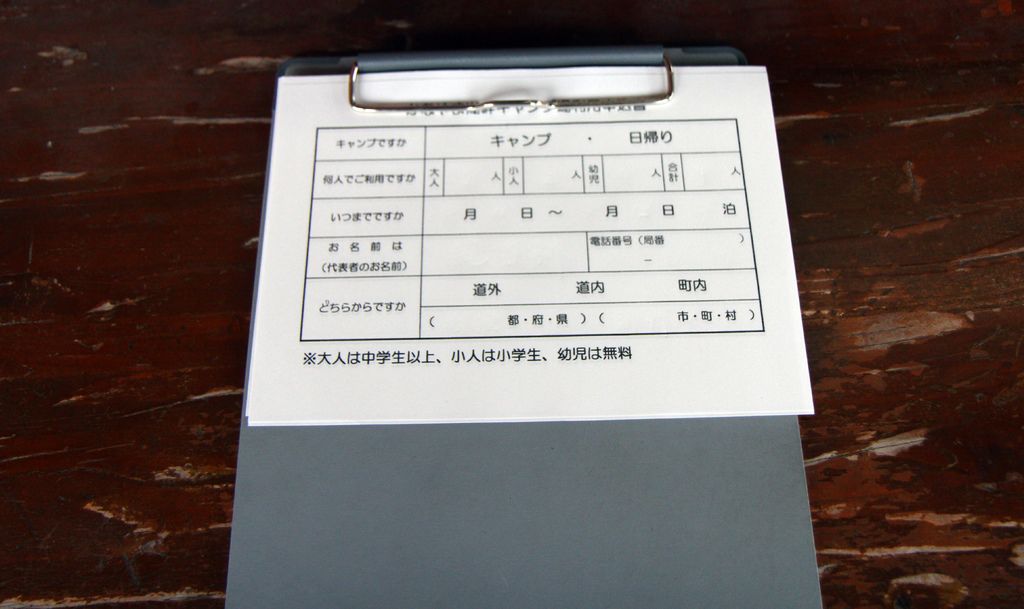 キャンプですか キャンプ ・ 日帰り
何人でご利用ですか 大人 人 小人 人 幼児 人 合計 人
いつまでですか 月 日 ～ 月 日 泊
お名前は 電話番号（局番 ）
（代表者のお名前） −
どちらからですか 道外 道内 町内
（ 都・府・県 ）（ 市・町・村 ）
※大人は中学生以上、小人は小学生、幼児は無料